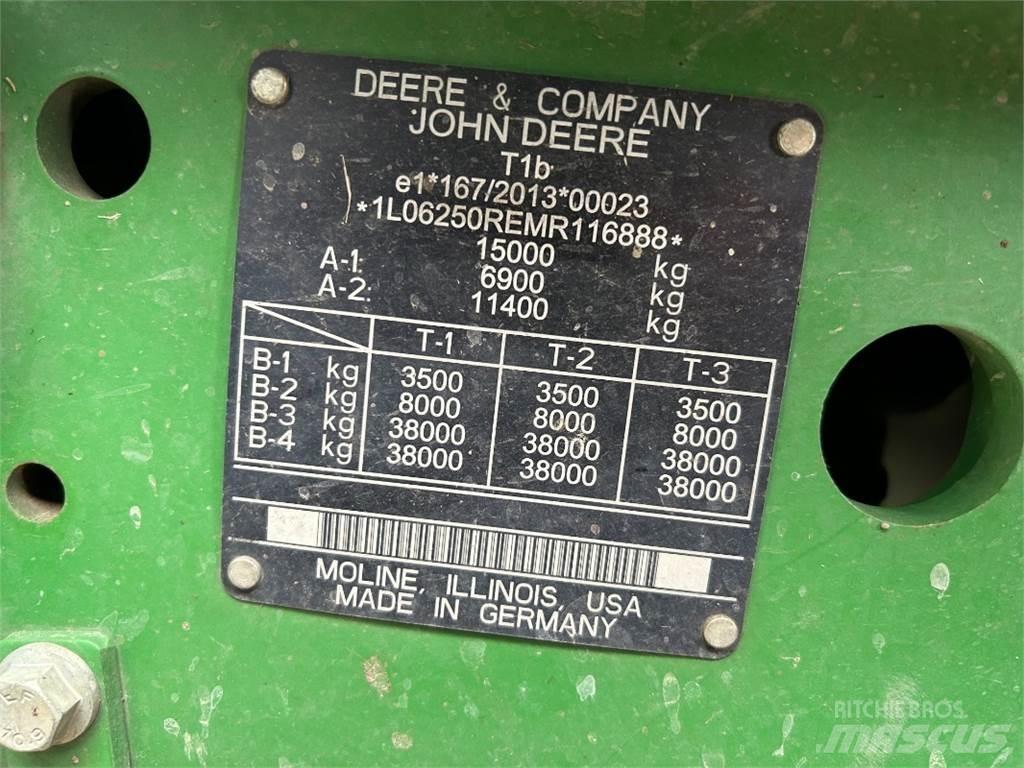 DEERE & COMPANY
JOHN DEERE
T1b
e1*167/2013*00023
*1L06250REMR116888*
15000 kg
A-1: 6900 kg
A-2: 11400 kg
T-1 T-2 T-3
B-1 kg 3500 3500 3500
B-2 kg 8000 8000 8000
B-3 kg 38000 38000 38000
B-4 kg 38000 38000 38000
MOLINE, ILLINOIS, USA
MADE IN GERMANY
10.9
RITCHIE BROS.
mascus